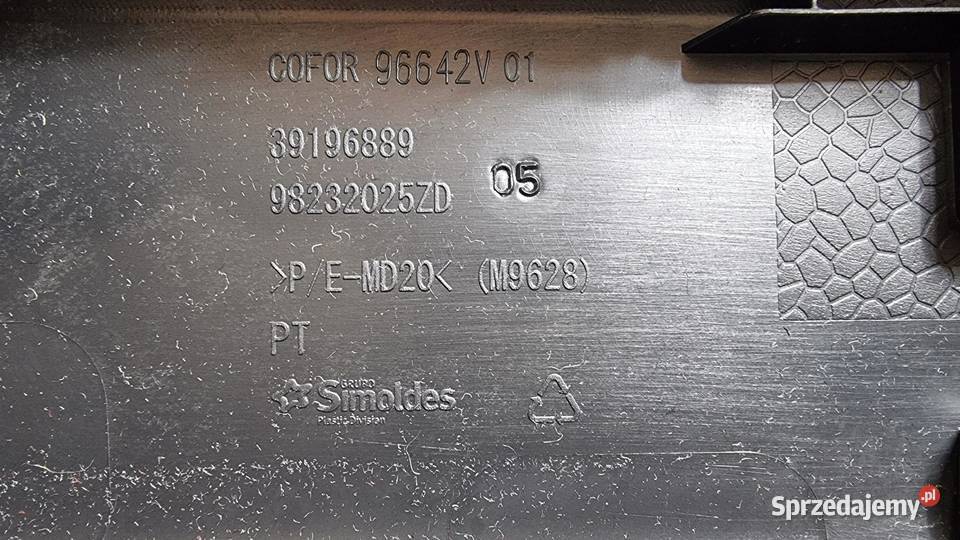 COFOR 96642V 01
39196889
98232025ZD 05
>P/E-MD20< (M9628)
PT
GRUPO
Simoldes
Plastic Division
Sprzedajemy.pl